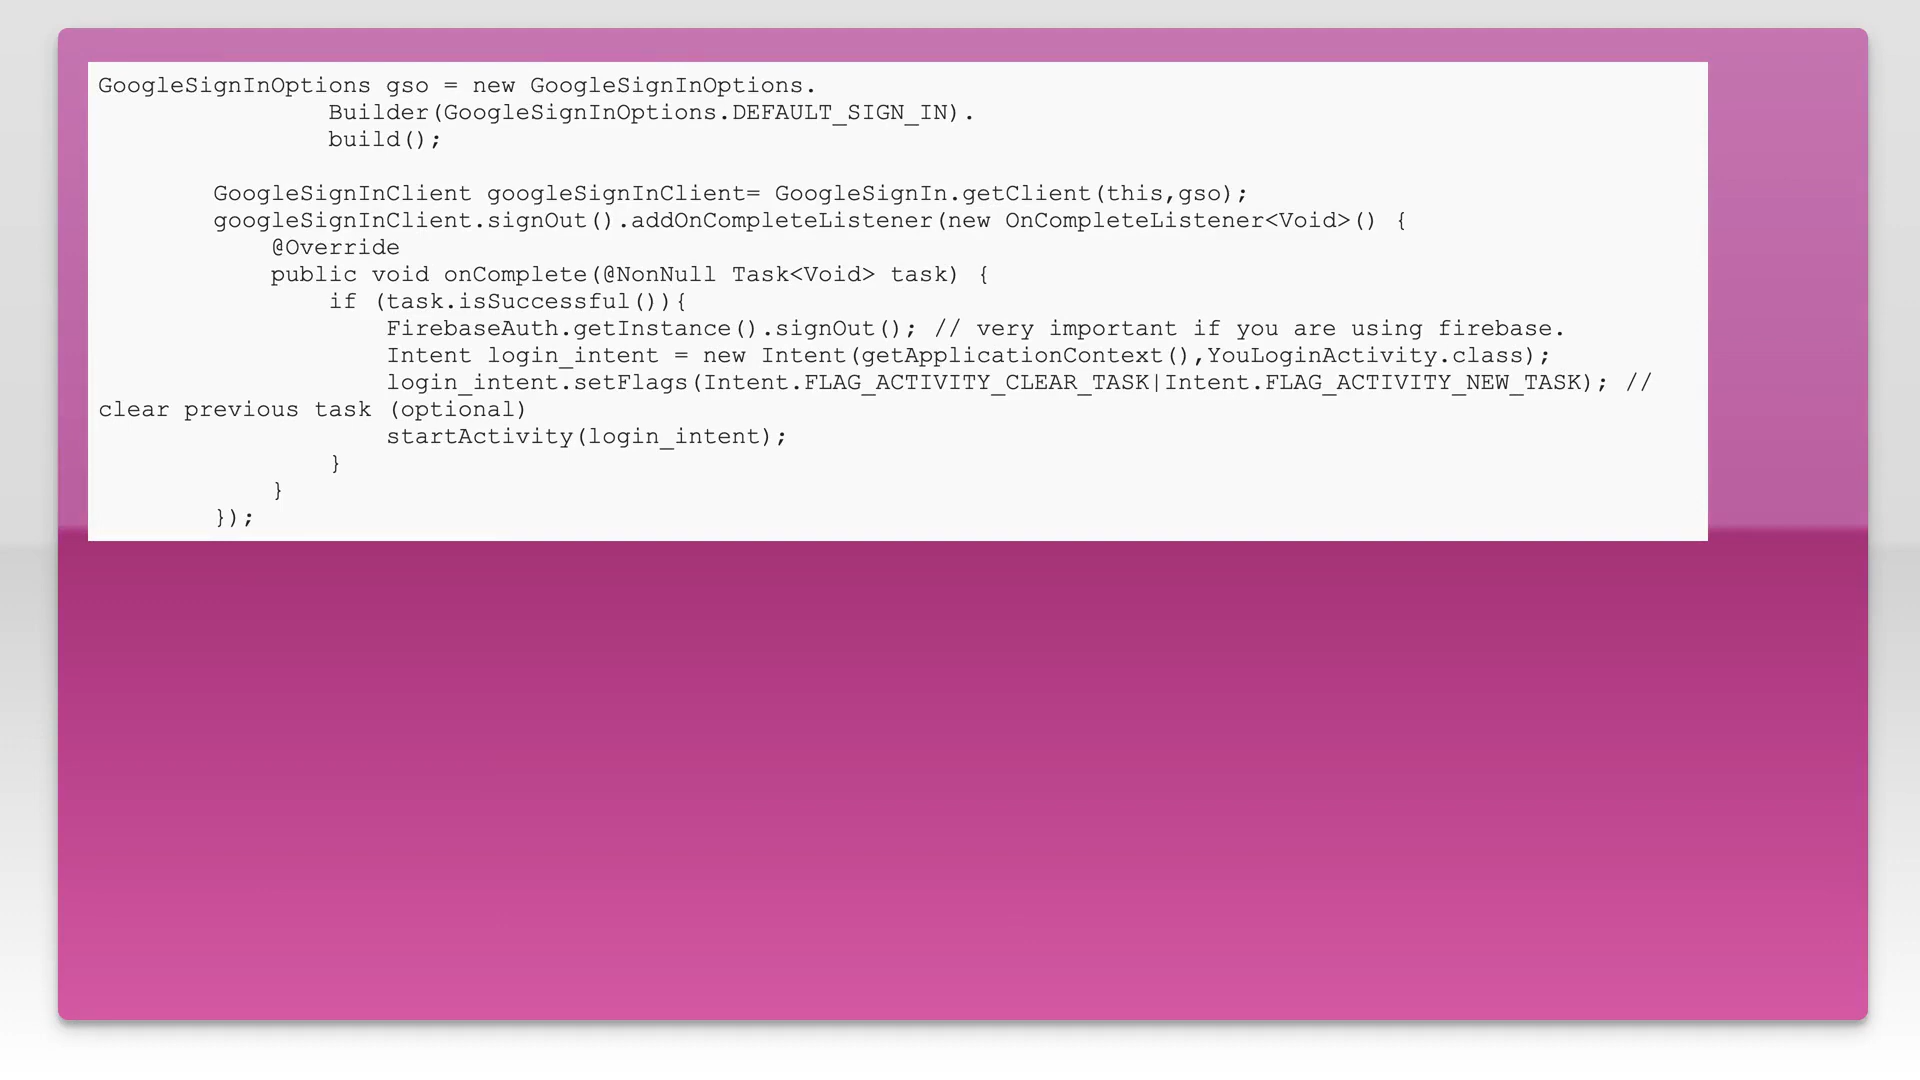 GoogleSignInOptions gso = new GoogleSignInOptions.
                Builder(GoogleSignInOptions.DEFAULT_SIGN_IN).
                build();

        GoogleSignInClient googleSignInClient= GoogleSignIn.getClient(this,gso);
        googleSignInClient.signOut().addOnCompleteListener(new OnCompleteListener<Void>() {
            @Override
            public void onComplete(@NonNull Task<Void> task) {
                if (task.isSuccessful()){
                    FirebaseAuth.getInstance().signOut(); // very important if you are using firebase.
                    Intent login_intent = new Intent(getApplicationContext(),YouLoginActivity.class);
                    login_intent.setFlags(Intent.FLAG_ACTIVITY_CLEAR_TASK|Intent.FLAG_ACTIVITY_NEW_TASK); //
clear previous task (optional)
                    startActivity(login_intent);
                }
            }
        });